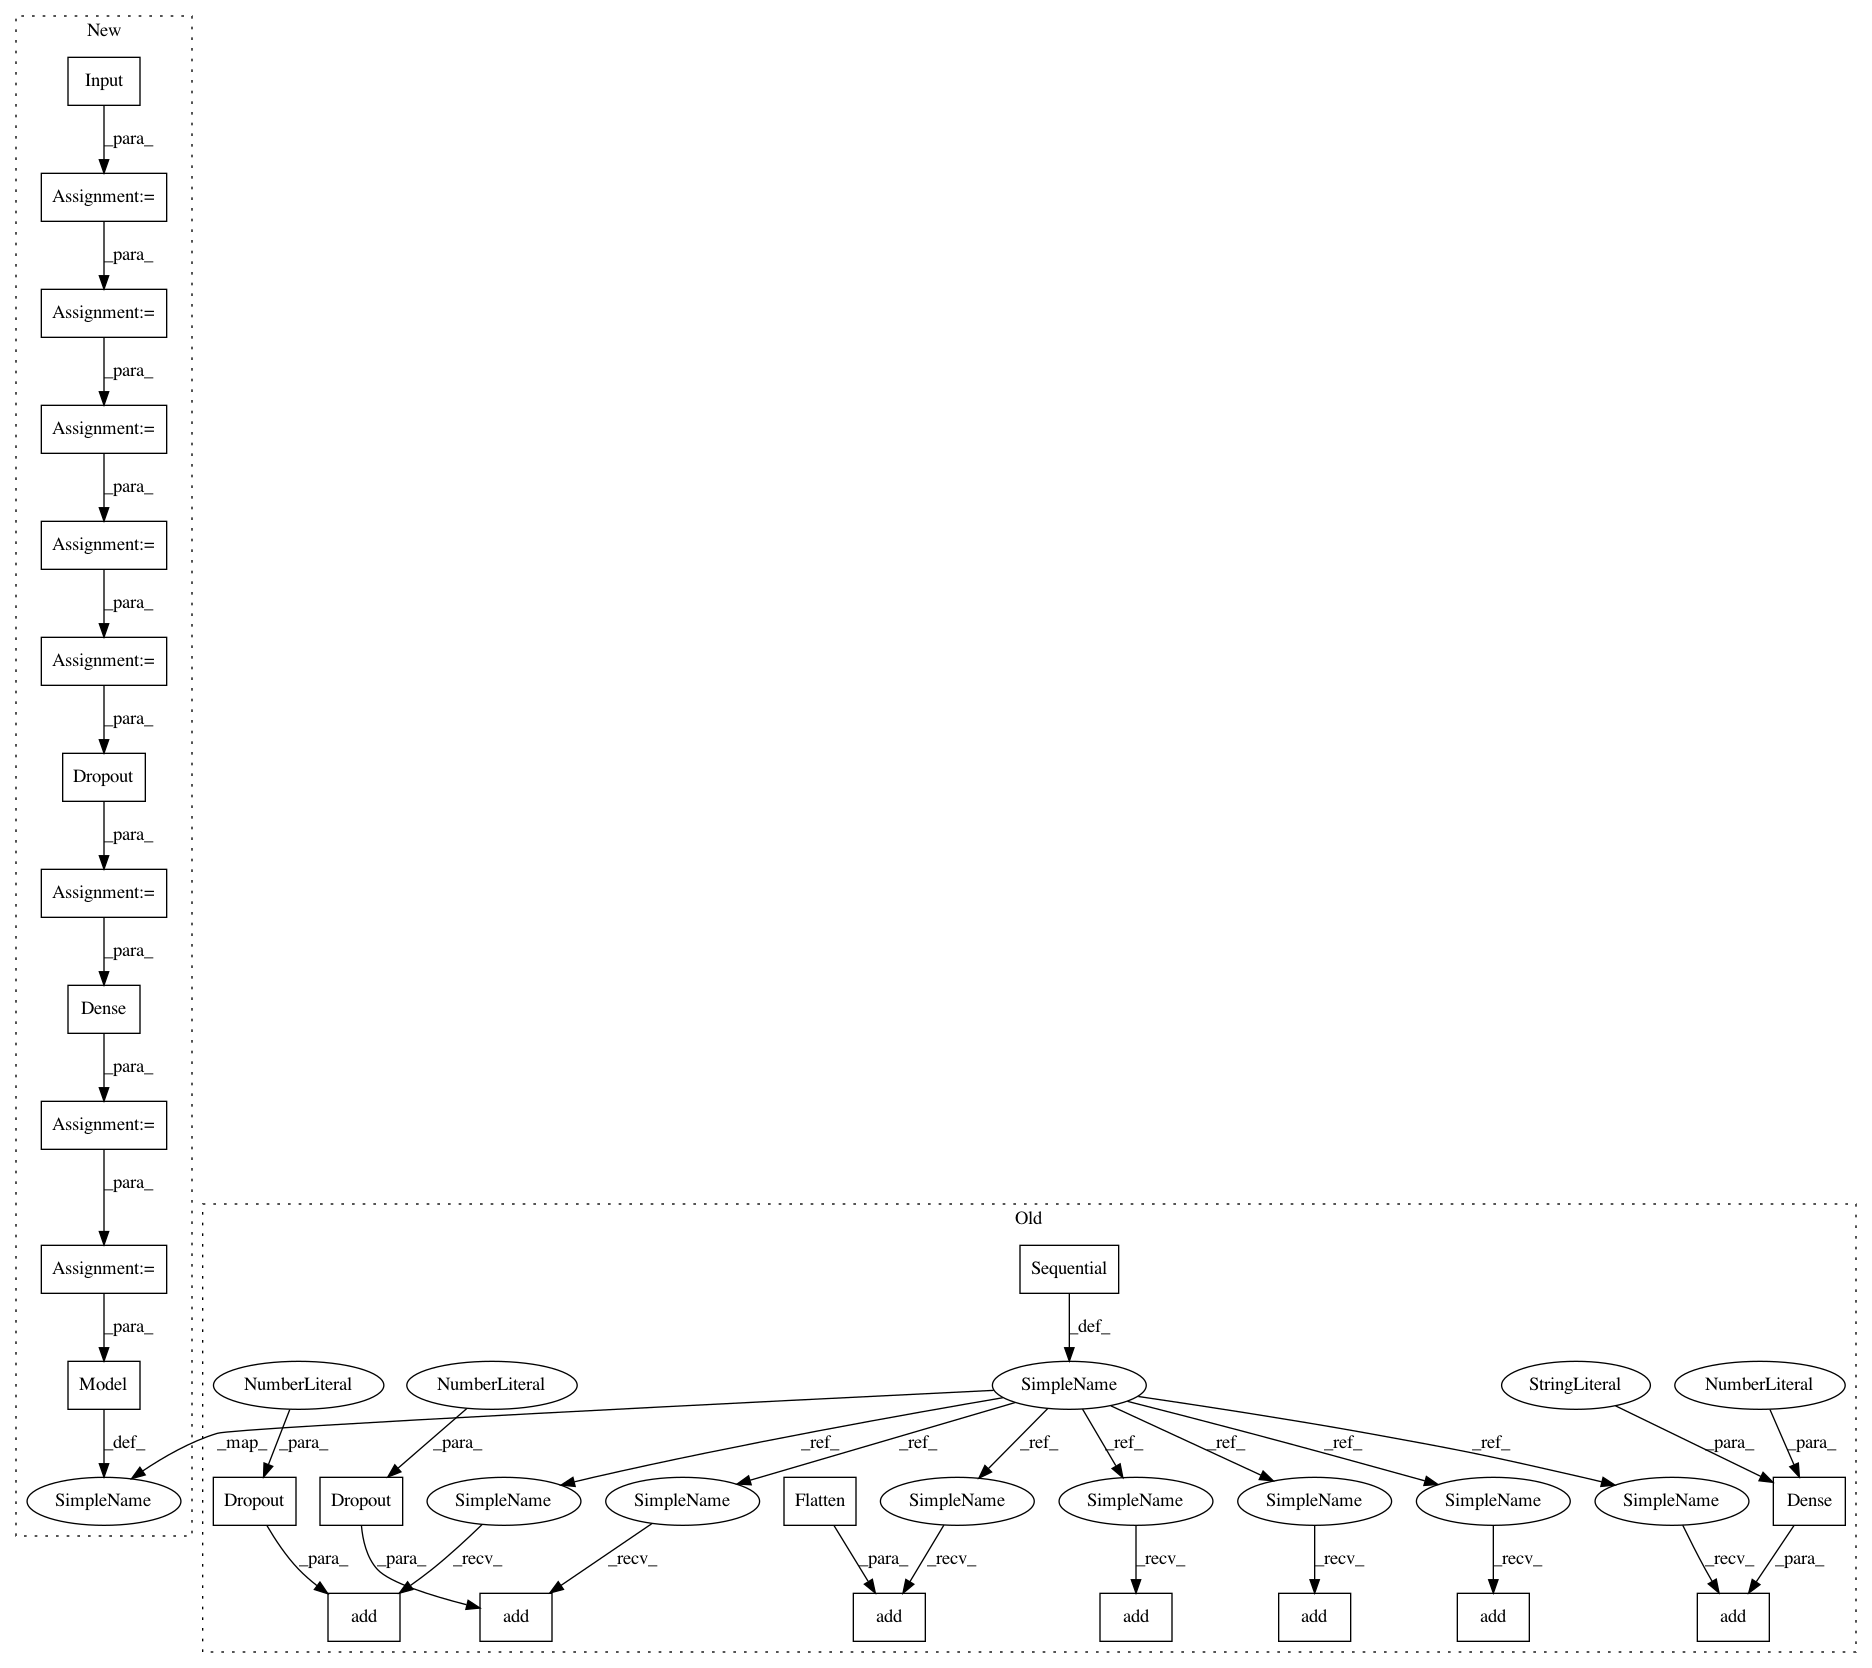 New
Input
_para_
Assignment:=
_para_
Assignment:=
_para_
Assignment:=
_para_
Assignment:=
_para_
Assignment:=
_para_
Dropout
_para_
Assignment:=
_para_
Dense
_para_
Assignment:=
_para_
Assignment:=
_para_
Model
_def_
SimpleName
Old
Sequential
_def_
NumberLiteral
NumberLiteral
SimpleName
StringLiteral
NumberLiteral
_map_
_para_
_para_
_ref_
_ref_
_ref_
_ref_
_ref_
_ref_
_ref_
_para_
_para_
Dropout
Dropout
SimpleName
SimpleName
Flatten
SimpleName
SimpleName
SimpleName
SimpleName
SimpleName
Dense
_para_
_para_
_recv_
_recv_
_para_
_recv_
_recv_
_recv_
_recv_
_recv_
_para_
add
add
add
add
add
add
add